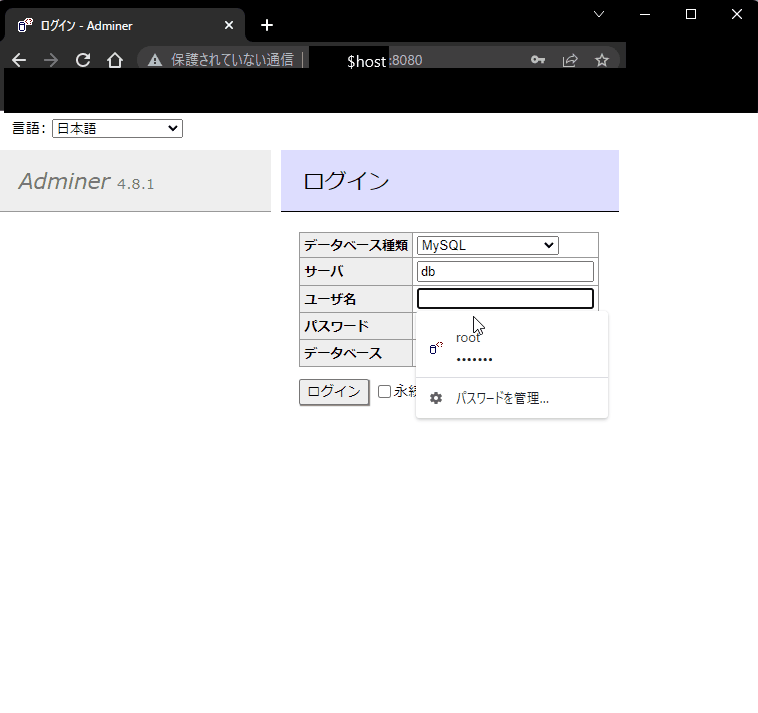 ログイン - Adminer
保護されていない通信 | $host:8080
言語: 日本語
Adminer 4.8.1
ログイン
データベース種類 MySQL
サーバ db
ユーザ名
パスワード
データベース
root
•••••••
ログイン 永続
パスワードを管理...